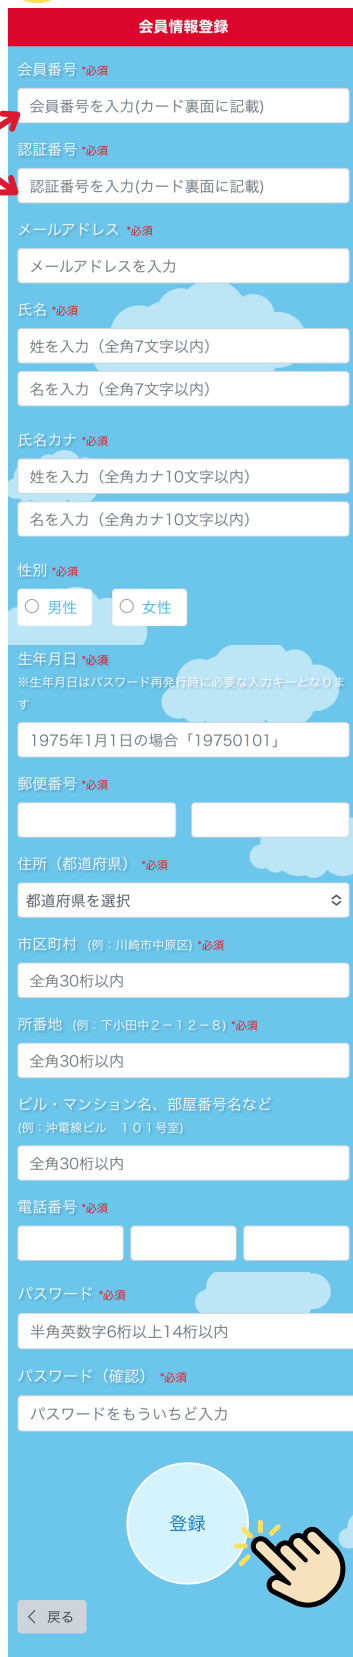 会員情報登録
会員番号 *必須
会員番号を入力(カード裏面に記載)
認証番号 *必須
認証番号を入力(カード裏面に記載)
メールアドレス *必須
メールアドレスを入力
氏名 *必須
姓を入力（全角7文字以内）
名を入力（全角7文字以内）
氏名カナ *必須
姓を入力（全角カナ10文字以内）
名を入力（全角カナ10文字以内）
性別 *必須
男性 女性
生年月日 *必須
※生年月日はパスワード再発行時に必要な入力キーとなりま
す
1975年1月1日の場合「19750101」
郵便番号 *必須
住所（都道府県） *必須
都道府県を選択
市区町村 (例：川崎市中原区) *必須
全角30桁以内
所番地 (例：下小田中２－１２－８) *必須
全角30桁以内
ビル・マンション名、部屋番号名など
(例：沖電線ビル　１０１号室)
全角30桁以内
電話番号 *必須
パスワード *必須
半角英数字6桁以上14桁以内
パスワード（確認） *必須
パスワードをもういちど入力
登録
戻る